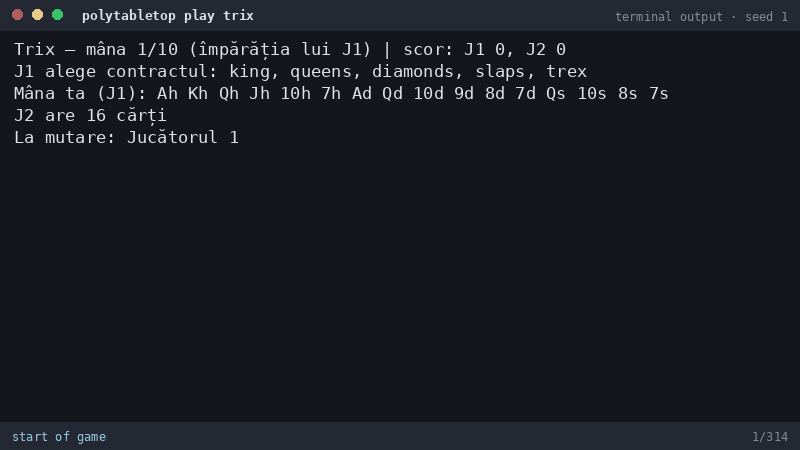 polytabletop play trix
terminal output · seed 1
Trix — mâna 1/10 (împărăția lui J1) | scor: J1 0, J2 0
J1 alege contractul: king, queens, diamonds, slaps, trex
Mâna ta (J1): Ah Kh Qh Jh 10h 7h Ad Qd 10d 9d 8d 7d Qs 10s 8s 7s
J2 are 16 cărți
La mutare: Jucătorul 1
start of game
1/314